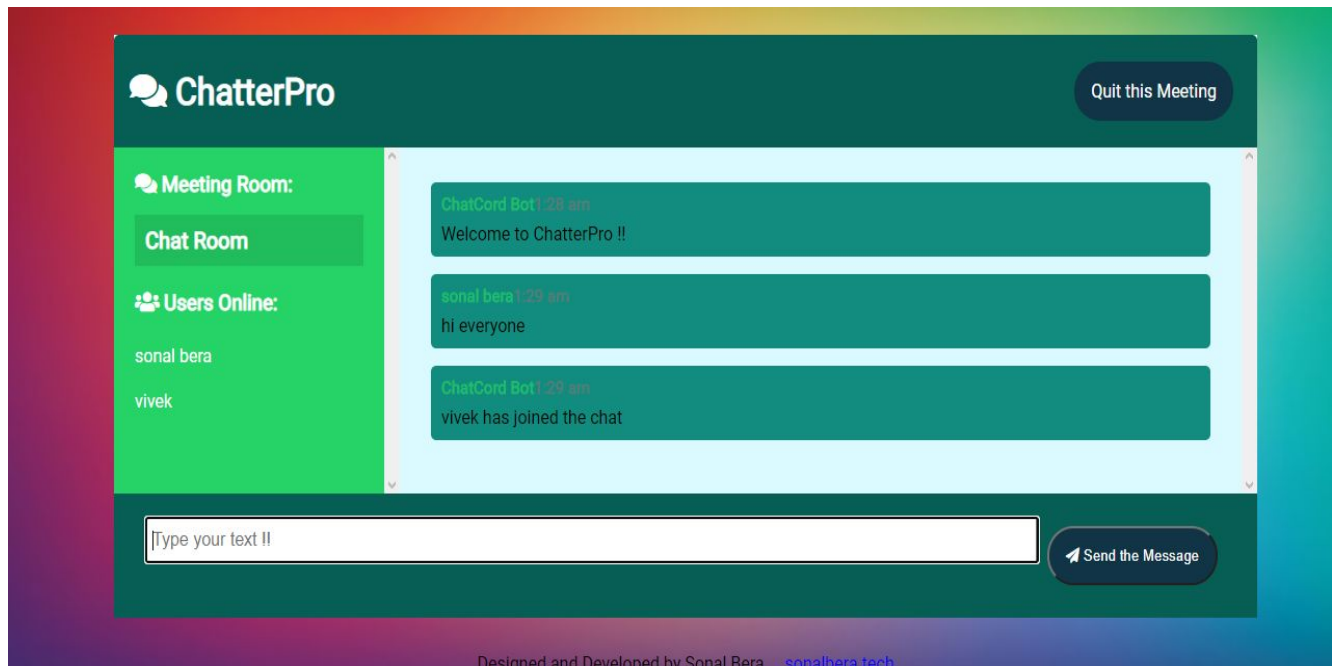 ChatterPro
Quit this Meeting
Meeting Room:
Chat Room
Users Online:
sonal bera
vivek
ChatCord Bot1:28 am
Welcome to ChatterPro !!
sonal bera1:29 am
hi everyone
ChatCord Bot1:29 am
vivek has joined the chat
Type your text !!
Send the Message
Designed and Developed by Sonal Bera sonalbera.tech